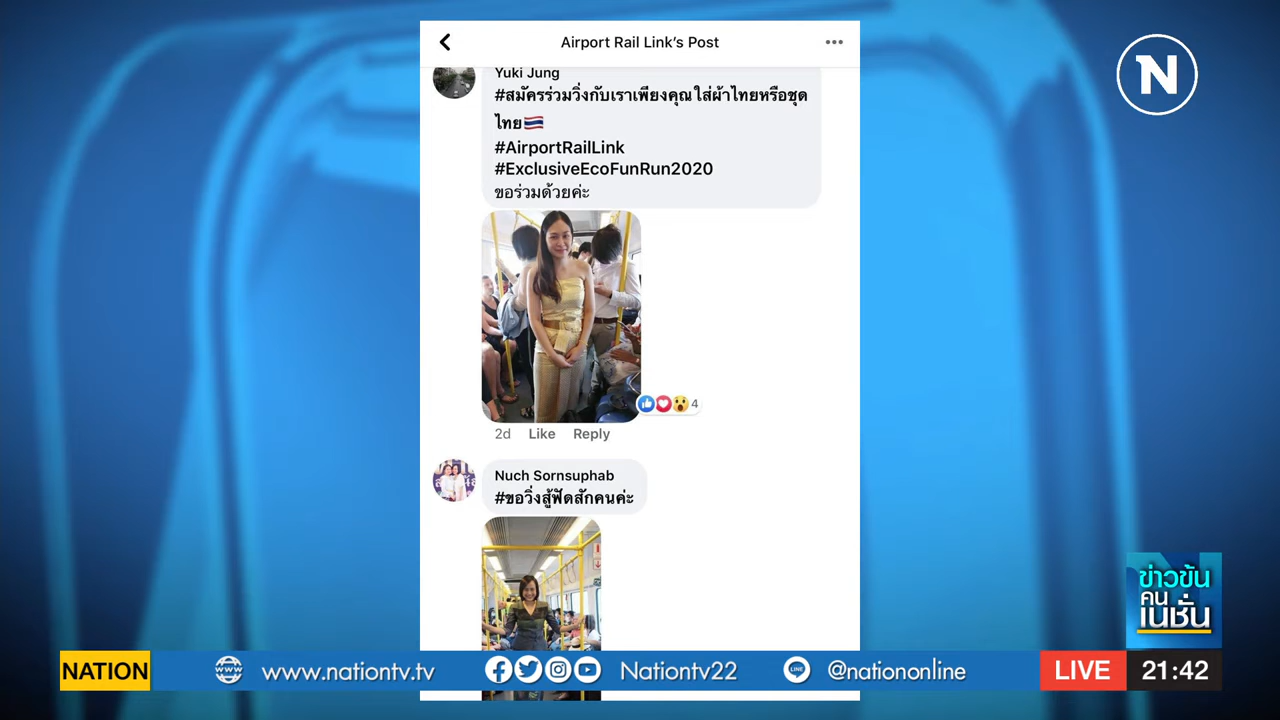 Airport Rail Link's Post
N
Yuki Jung
#สมัครร่วมวิ่งกับเราเพียงคุณใส่ผ้าไทยหรือชุด
ไทย🇹🇭
#AirportRailLink
#ExclusiveEcoFunRun2020
ขอร่วมด้วยค่ะ
4
2d Like Reply
Nuch Sornsuphab
#ขอวิ่งสู้ฟัดสักคนค่ะ
ข่าวข้น
คน
เนชั่น
NATION www.nationtv.tv Nationtv22 LINE @nationonline LIVE 21:42